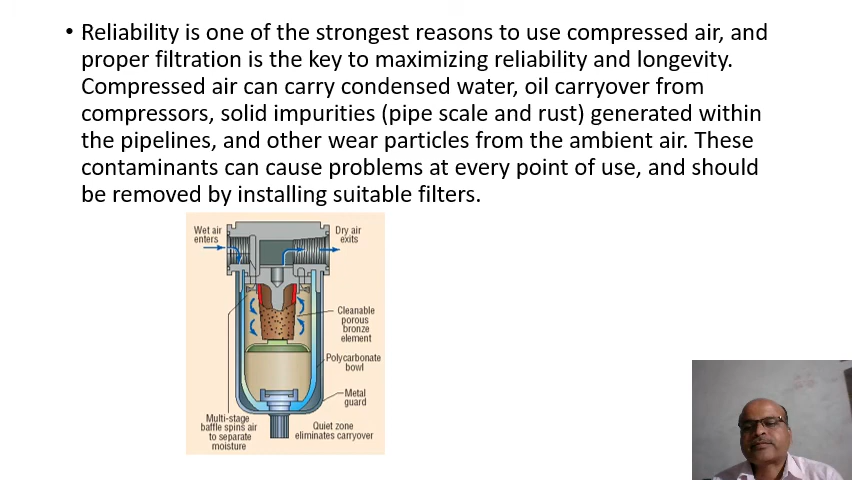 • Reliability is one of the strongest reasons to use compressed air, and
proper filtration is the key to maximizing reliability and longevity.
Compressed air can carry condensed water, oil carryover from
compressors, solid impurities (pipe scale and rust) generated within
the pipelines, and other wear particles from the ambient air. These
contaminants can cause problems at every point of use, and should
be removed by installing suitable filters.
Wet air
enters
Dry air
exits
Cleanable
porous
bronze
element
Polycarbonate
bowl
Metal
guard
Multi-stage
baffle spins air
to separate
moisture
Quiet zone
eliminates carryover